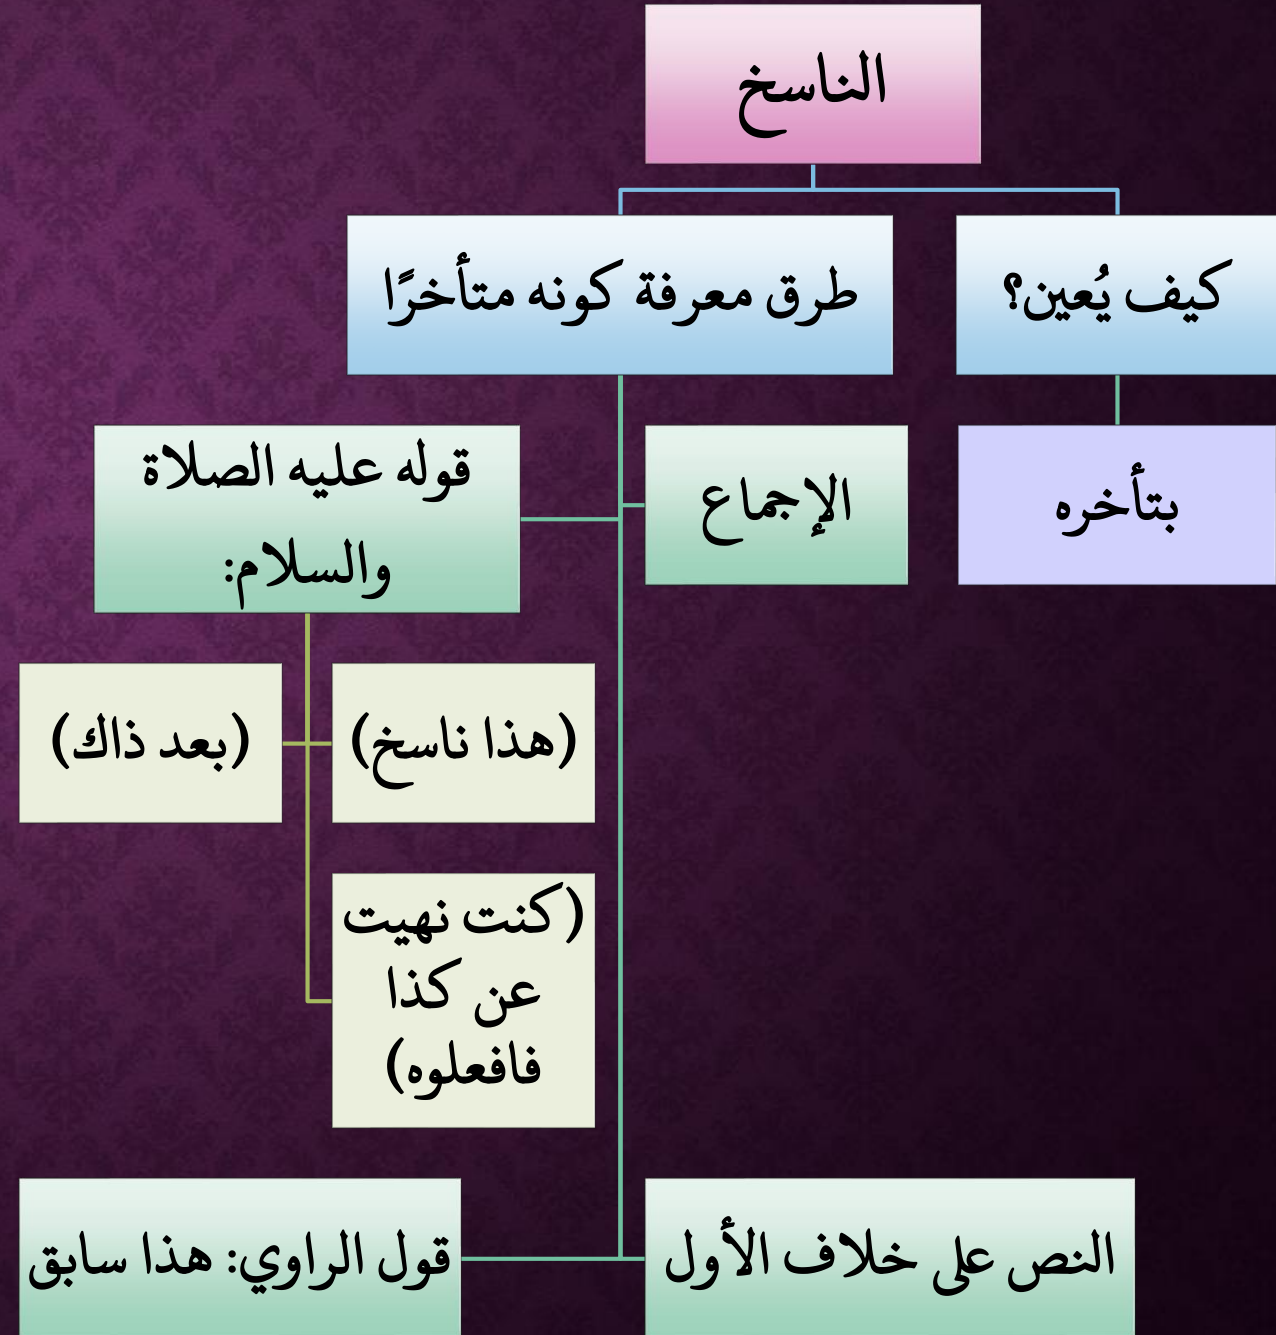 الناسخ
كيف يُعين؟
طرق معرفة كونه متأخرًا
بتأخره
الإجماع
قوله عليه الصلاة
والسلام:
(هذا ناسخ)
(بعد ذاك)
(كنت نهيت
عن كذا
فافعلوه)
النص على خلاف الأول
قول الراوي: هذا سابق